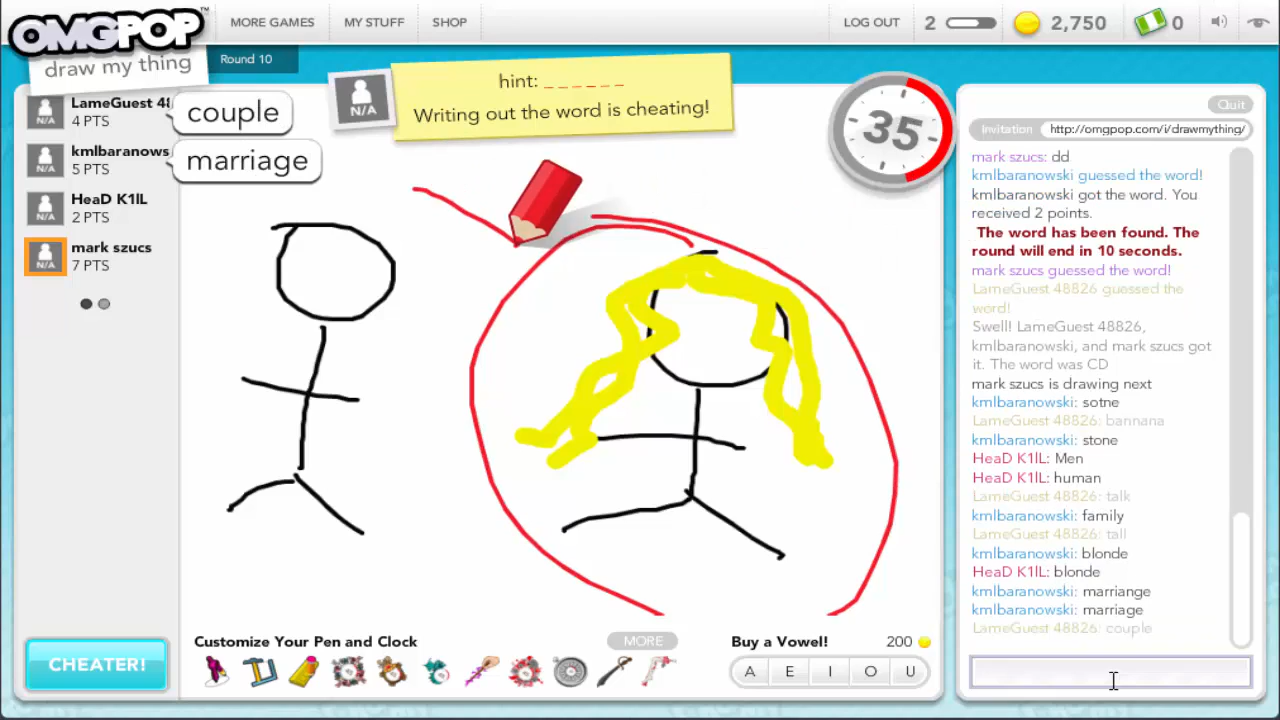 OMGPOP™
MORE GAMES
MY STUFF
SHOP
LOG OUT
2
2,750
0
draw my thing
Round 10
N/A
hint: _ _ _ _ _ _
Writing out the word is cheating!
35
N/A
LameGuest 48
4 PTS
couple
N/A
kmlbaranows
5 PTS
marriage
N/A
HeaD K1lL
2 PTS
N/A
mark szucs
7 PTS
CHEATER!
Customize Your Pen and Clock
MORE
Buy a Vowel!
200
A E I O U
Quit
Invitation
http://omgpop.com/i/drawmything/
mark szucs: dd
kmlbaranowski guessed the word!
kmlbaranowski got the word. You
received 2 points.
The word has been found. The
round will end in 10 seconds.
mark szucs guessed the word!
LameGuest 48826 guessed the
word!
Swell! LameGuest 48826,
kmlbaranowski, and mark szucs got
it. The word was CD
mark szucs is drawing next
kmlbaranowski: sotne
LameGuest 48826: bannana
kmlbaranowski: stone
HeaD K1lL: Men
HeaD K1lL: human
LameGuest 48826: talk
kmlbaranowski: family
LameGuest 48826: tall
kmlbaranowski: blonde
HeaD K1lL: blonde
kmlbaranowski: marriange
kmlbaranowski: marriage
LameGuest 48826: couple